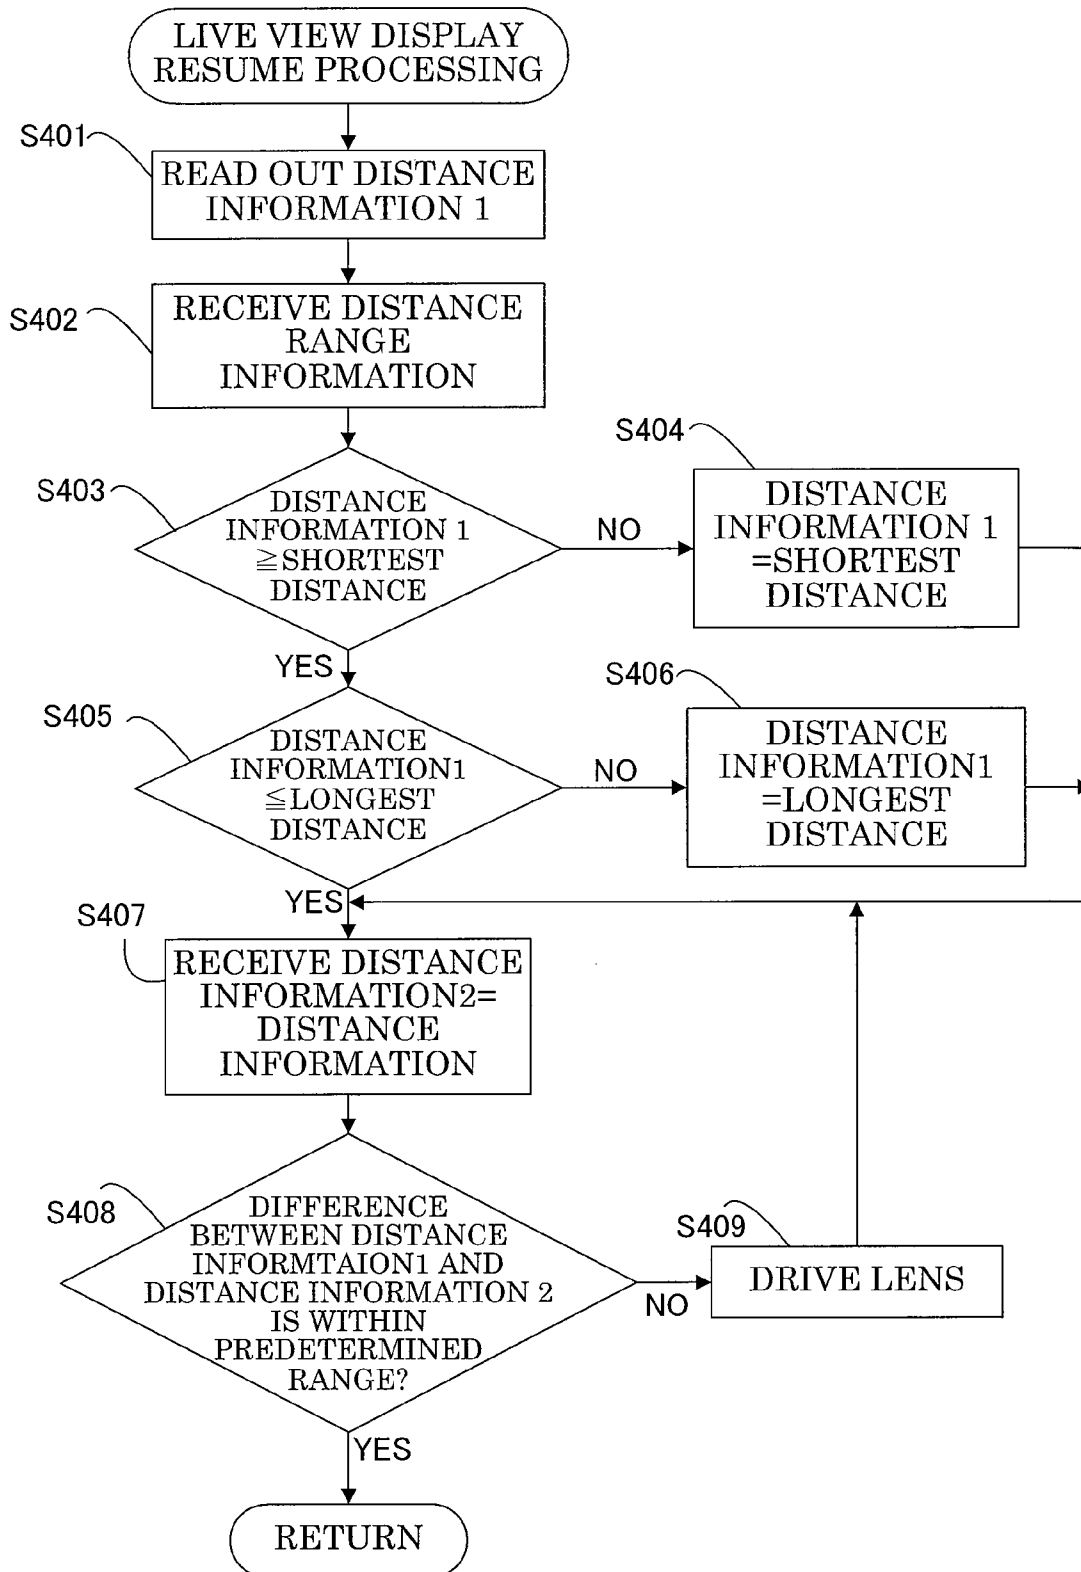 LIVE VIEW DISPLAY
RESUME PROCESSING
S401
READ OUT DISTANCE
INFORMATION 1
S402
RECEIVE DISTANCE
RANGE
INFORMATION
S403
DISTANCE
INFORMATION 1
≧SHORTEST
DISTANCE
NO
S404
DISTANCE
INFORMATION 1
=SHORTEST
DISTANCE
YES
S405
DISTANCE
INFORMATION1
≦LONGEST
DISTANCE
NO
S406
DISTANCE
INFORMATION1
=LONGEST
DISTANCE
YES
S407
RECEIVE DISTANCE
INFORMATION2=
DISTANCE
INFORMATION
S408
DIFFERENCE
BETWEEN DISTANCE
INFORMTAION1 AND
DISTANCE INFORMATION 2
IS WITHIN
PREDETERMINED
RANGE?
NO
S409
DRIVE LENS
YES
RETURN